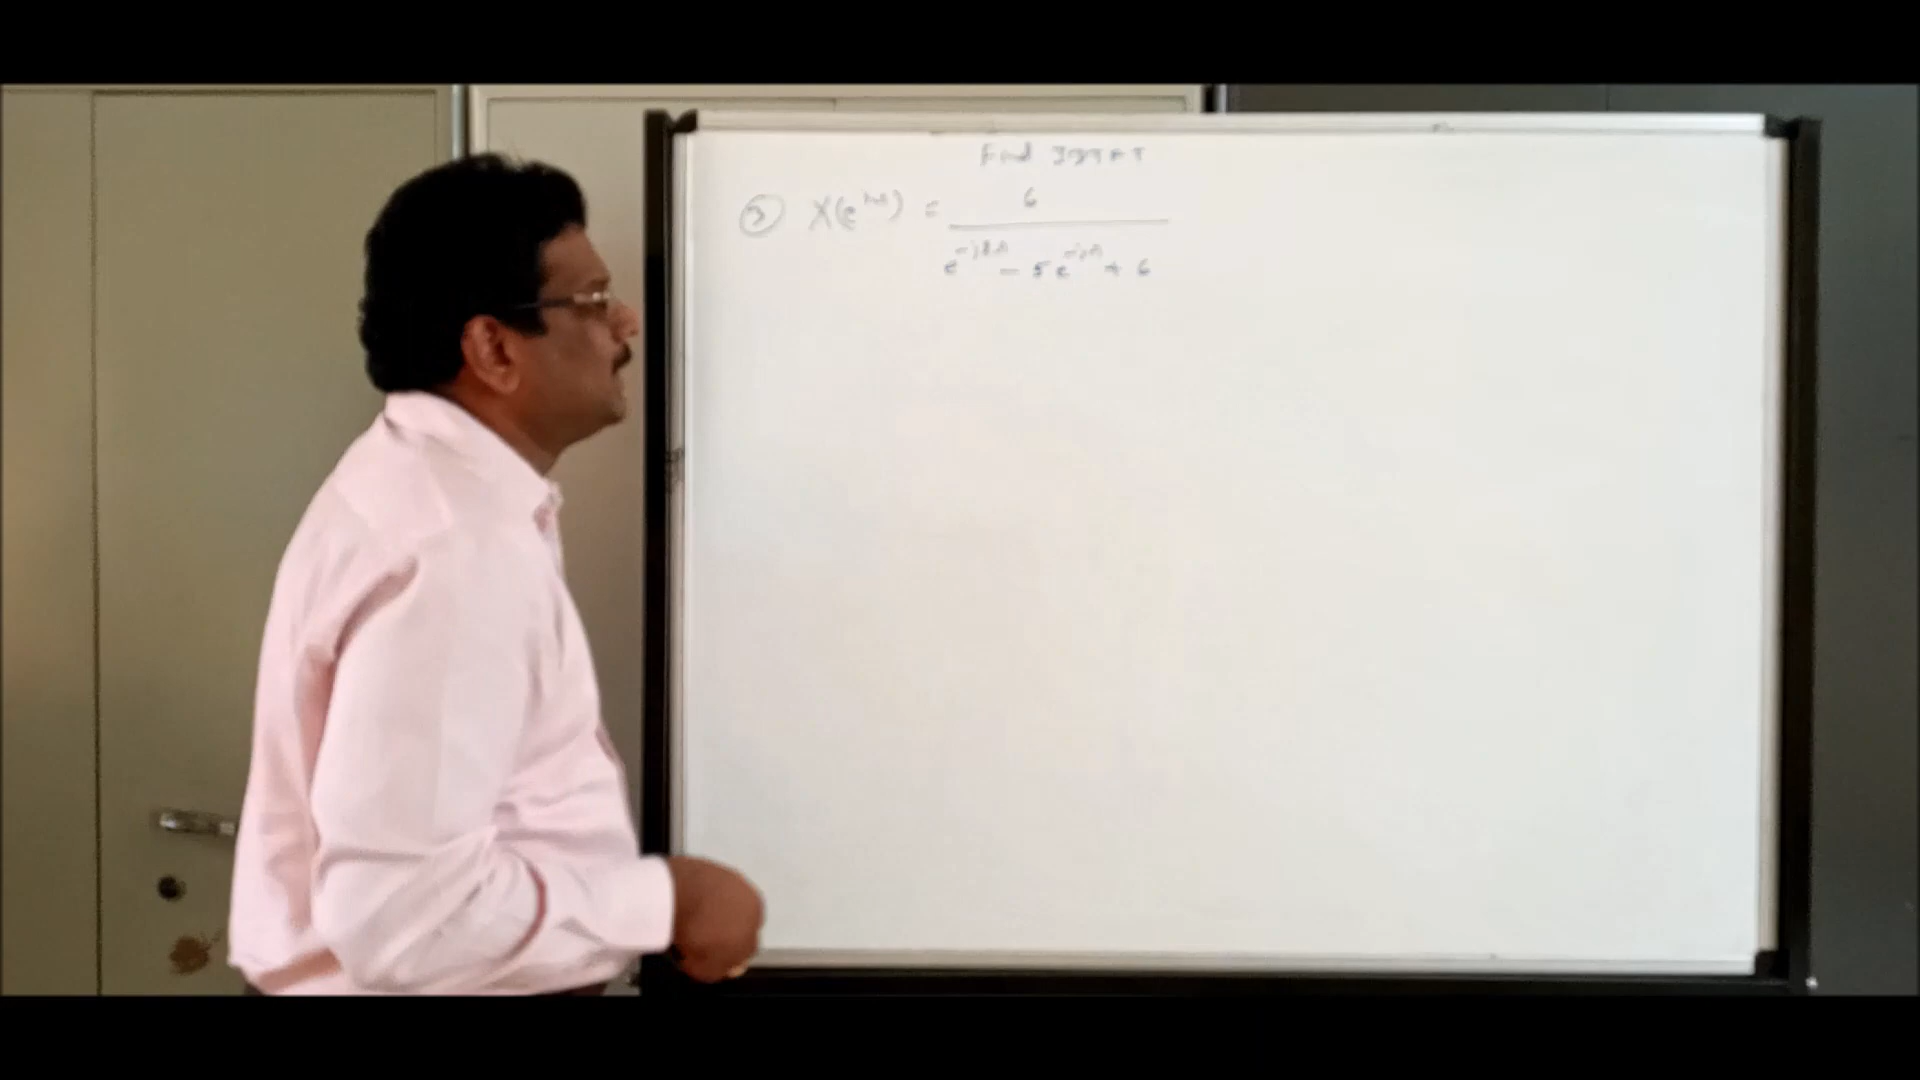 Find IDTFT
② X(e^{jΩ}) = 6 / (e^{-j2Ω} - 5e^{-jΩ} + 6)